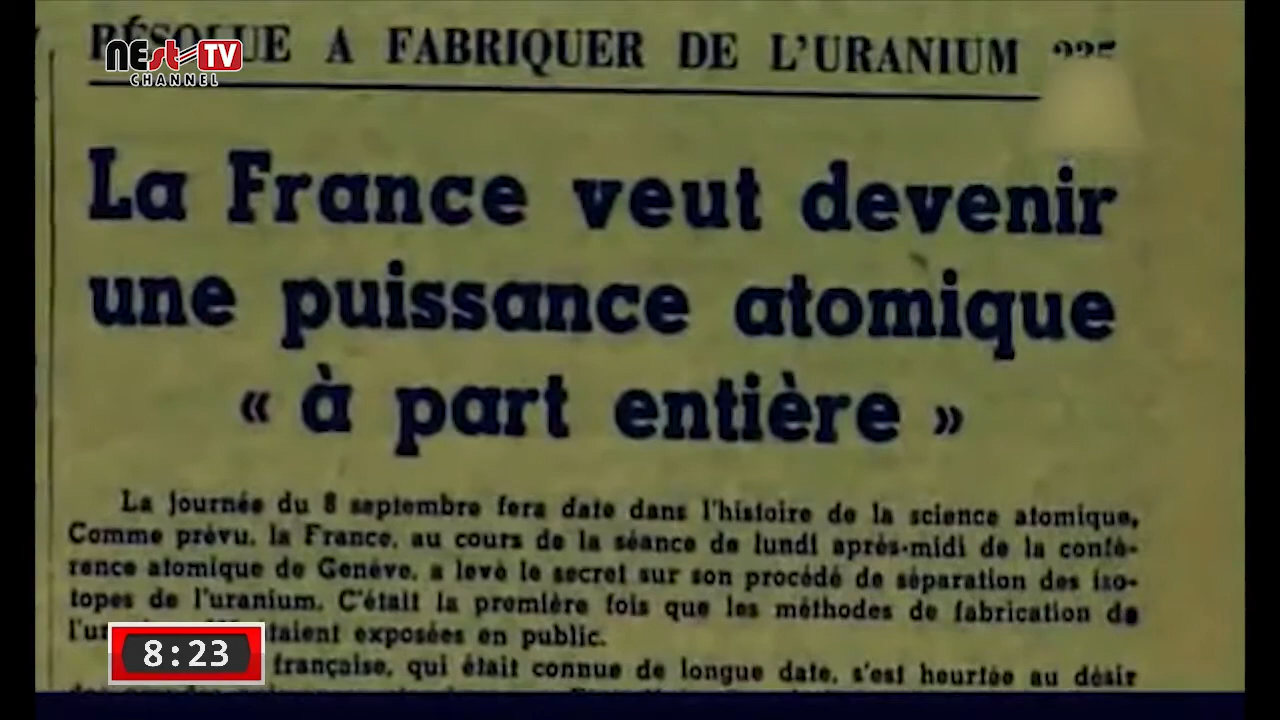 NEst TV
CHANNEL
RÉSOLUE A FABRIQUER DE L'URANIUM 235
La France veut devenir
une puissance atomique
« à part entière »
La journée du 8 septembre fera date dans l'histoire de la science atomique.
Comme prévu, la France, au cours de la séance de lundi après-midi de la confé-
rence atomique de Genève, a levé le secret sur son procédé de séparation des iso-
topes de l'uranium. C'était la première fois que les méthodes de fabrication de
taient exposées en public.
française, qui était connue de longue date, s'est heurtée au désir
8:23